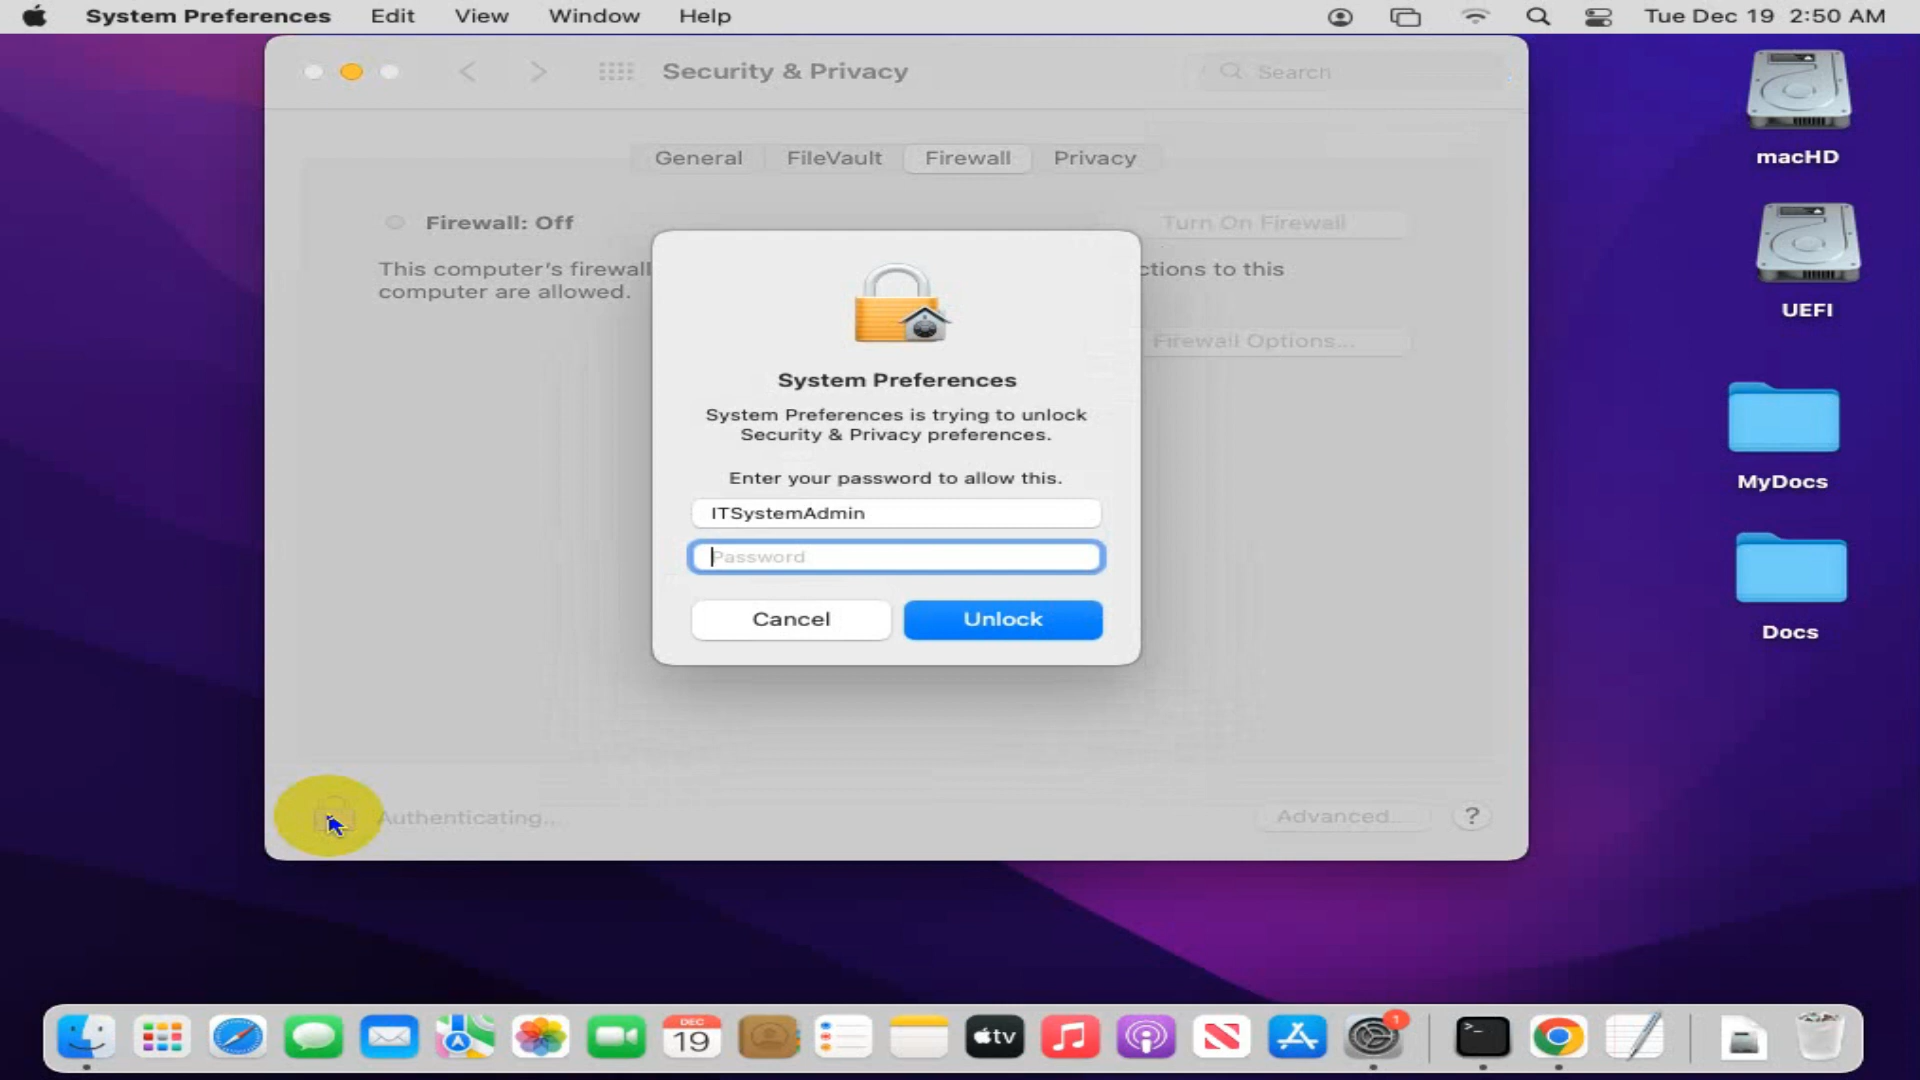 System Preferences Edit View Window Help Tue Dec 19 2:50 AM
Security & Privacy
Search
General FileVault Firewall Privacy
Firewall: Off
Turn On Firewall
This computer's firewall
ctions to this
computer are allowed.
Firewall Options...
System Preferences
System Preferences is trying to unlock
Security & Privacy preferences.
Enter your password to allow this.
ITSystemAdmin
Password
Cancel
Unlock
Authenticating...
Advanced...
?
macHD
UEFI
MyDocs
Docs
DEC
19
tv
1
>_